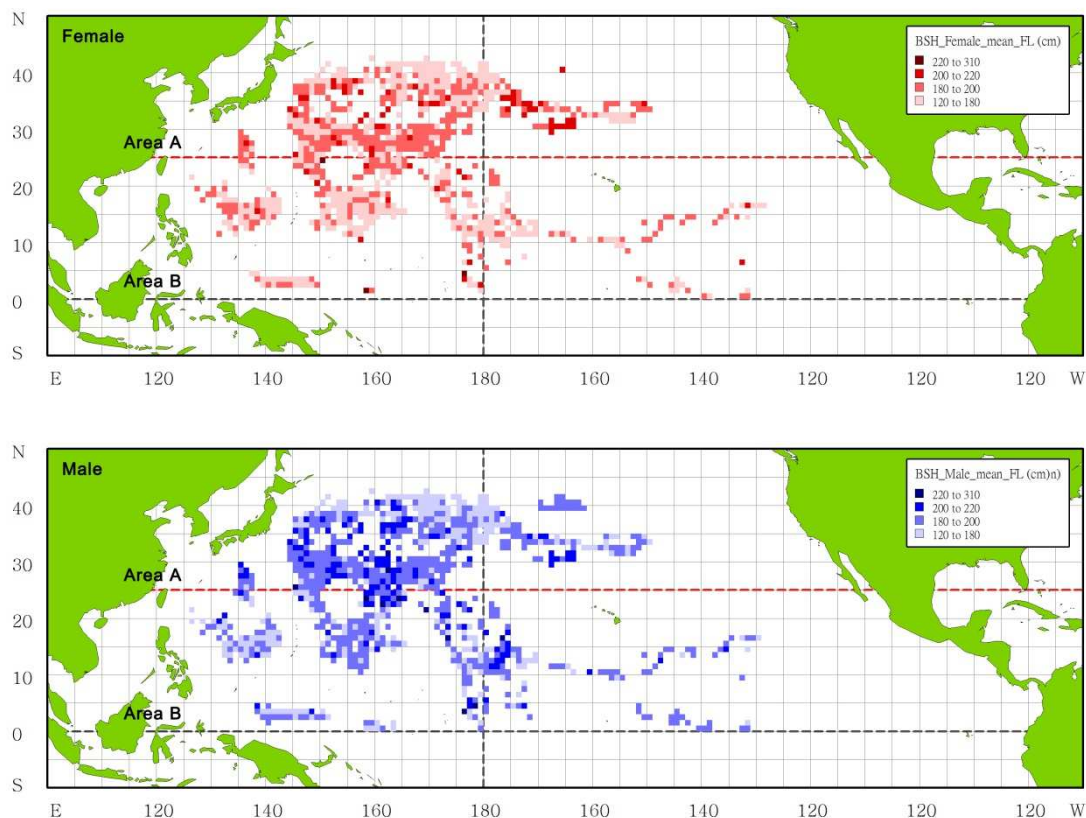 N
Female
BSH_Female_mean_FL (cm)
220 to 310
200 to 220
180 to 200
120 to 180
40
30
Area A
20
10
Area B
0
S
E 120 140 160 180 160 140 120 120 W
N
Male
BSH_Male_mean_FL (cm)n)
220 to 310
200 to 220
180 to 200
120 to 180
40
30
Area A
20
10
Area B
0
S
E 120 140 160 180 160 140 120 120 W